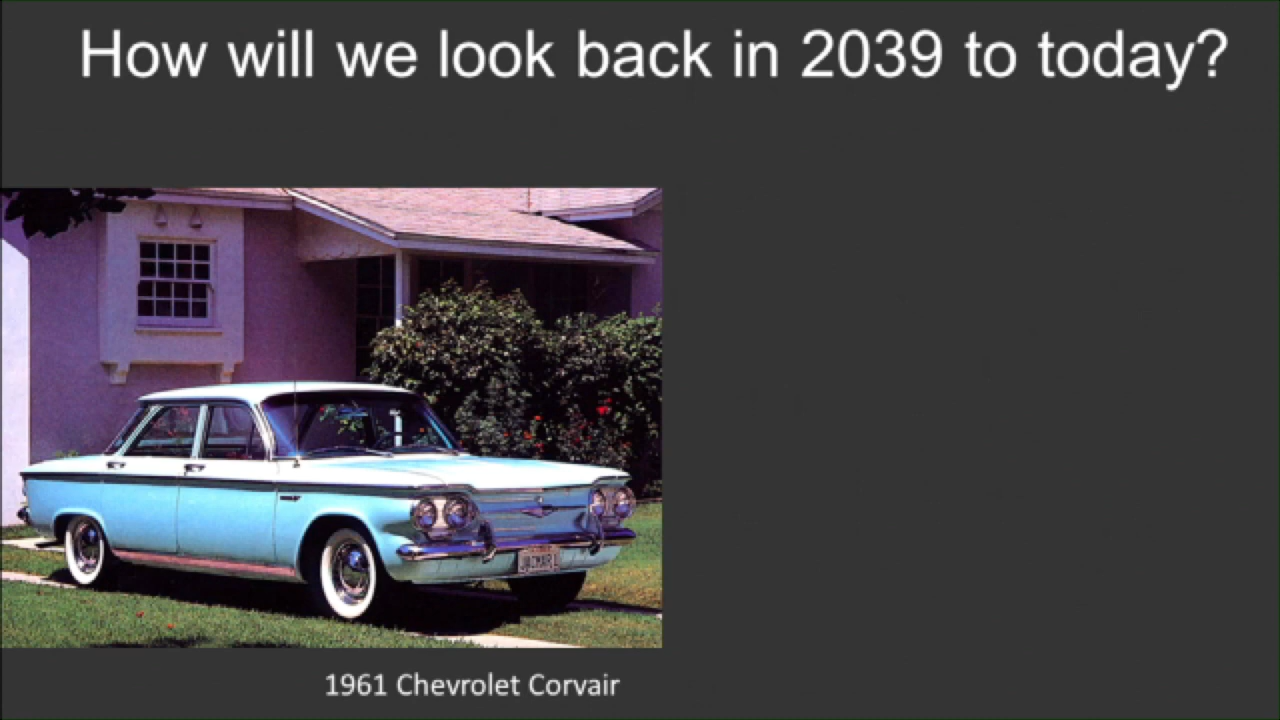 How will we look back in 2039 to today?
1961 Chevrolet Corvair